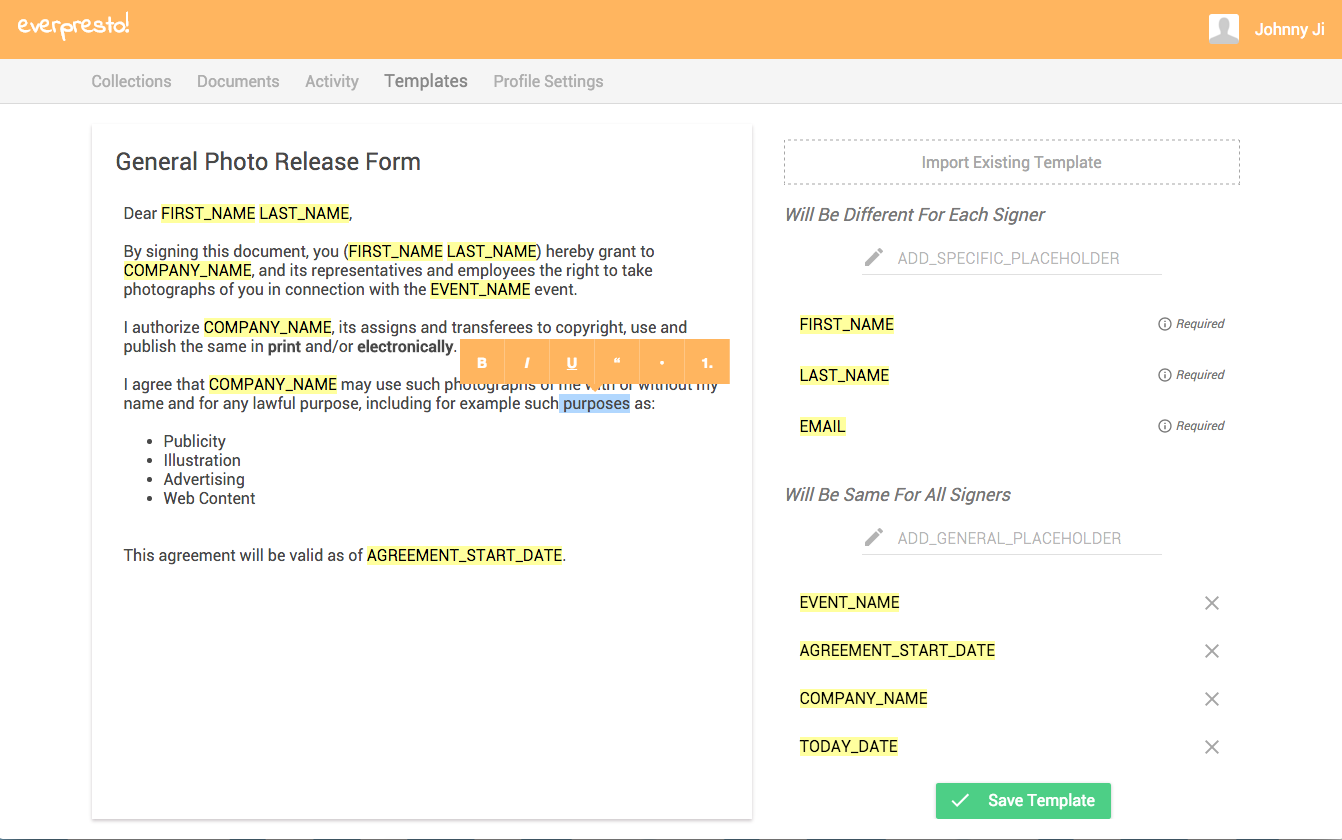 everpresto!
Johnny Ji
Collections Documents Activity Templates Profile Settings
General Photo Release Form
Dear FIRST_NAME LAST_NAME,
By signing this document, you (FIRST_NAME LAST_NAME) hereby grant to
COMPANY_NAME, and its representatives and employees the right to take
photographs of you in connection with the EVENT_NAME event.
I authorize COMPANY_NAME, its assigns and transferees to copyright, use and
publish the same in print and/or electronically.
B I U “ • 1.
I agree that COMPANY_NAME may use such photographs of me with or without my
name and for any lawful purpose, including for example such purposes as:
• Publicity
• Illustration
• Advertising
• Web Content
This agreement will be valid as of AGREEMENT_START_DATE.
Import Existing Template
Will Be Different For Each Signer
ADD_SPECIFIC_PLACEHOLDER
FIRST_NAME Required
LAST_NAME Required
EMAIL Required
Will Be Same For All Signers
ADD_GENERAL_PLACEHOLDER
EVENT_NAME
AGREEMENT_START_DATE
COMPANY_NAME
TODAY_DATE
Save Template